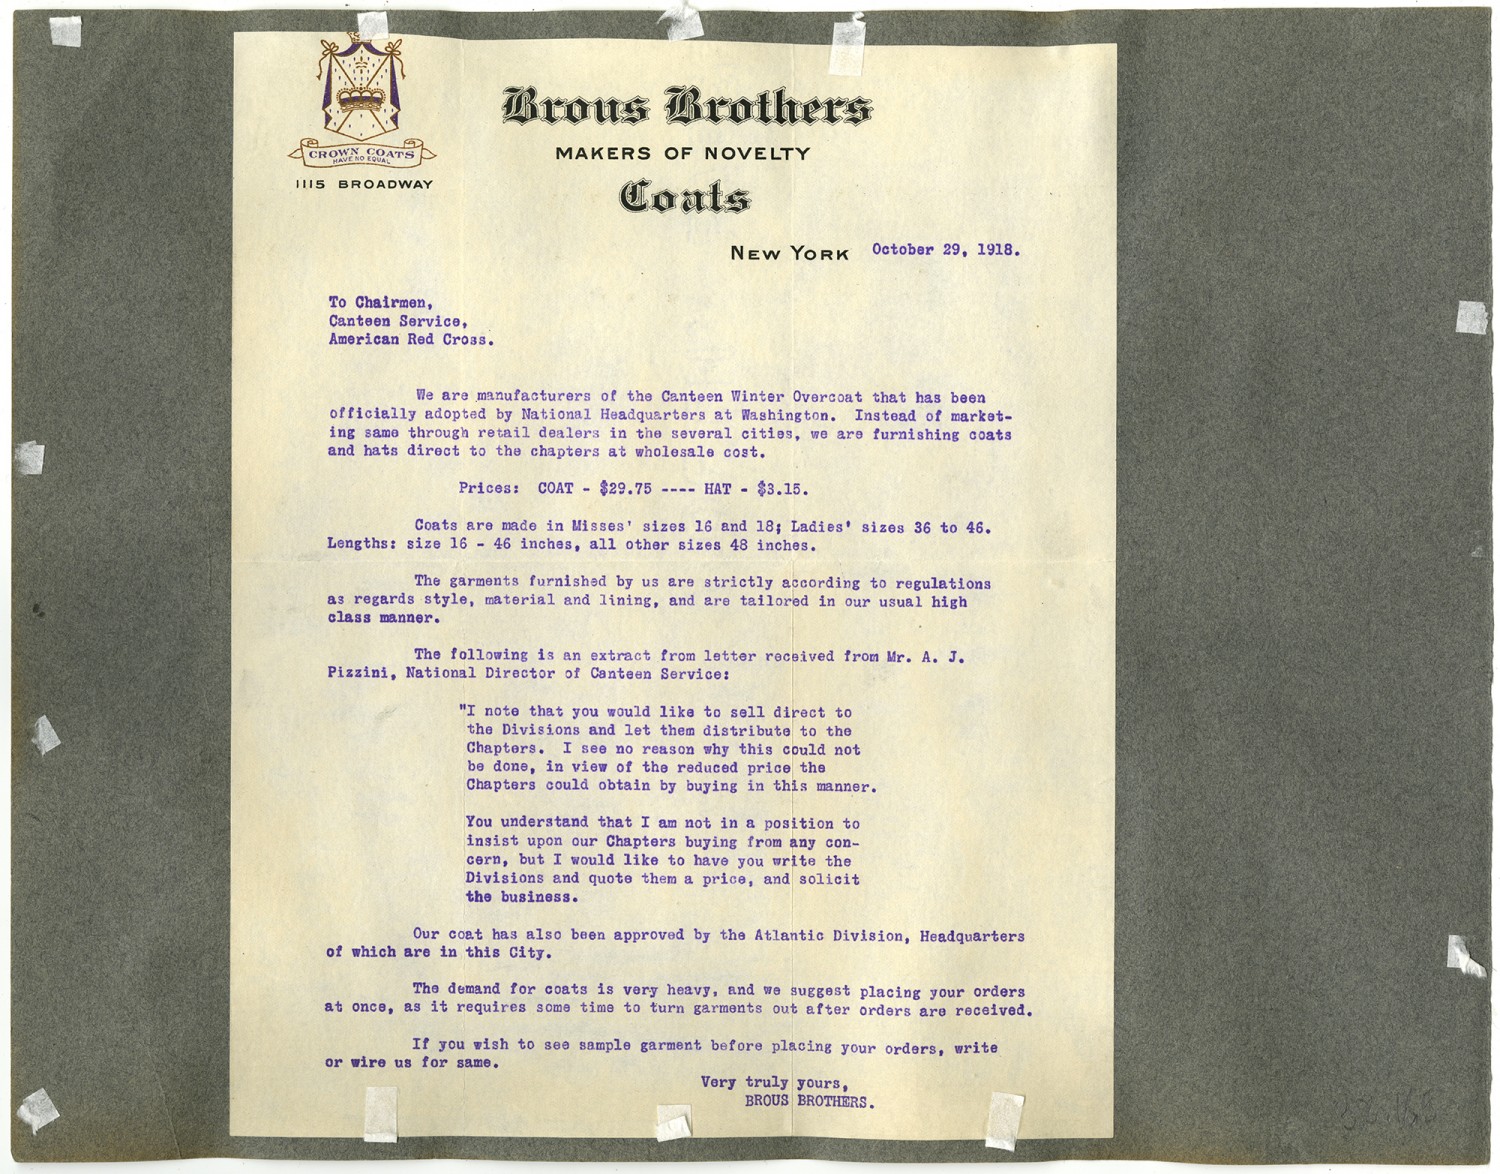 CROWN COATS
HAVE NO EQUAL
1115 BROADWAY
Brous Brothers
MAKERS OF NOVELTY
Coats
NEW YORK October 29, 1918.
To Chairmen,
Canteen Service,
American Red Cross.
We are manufacturers of the Canteen Winter Overcoat that has been
officially adopted by National Headquarters at Washington. Instead of market-
ing same through retail dealers in the several cities, we are furnishing coats
and hats direct to the chapters at wholesale cost.
Prices: COAT - $29.75 ---- HAT - $3.15.
Coats are made in Misses' sizes 16 and 18; Ladies' sizes 36 to 46.
Lengths: size 16 - 46 inches, all other sizes 48 inches.
The garments furnished by us are strictly according to regulations
as regards style, material and lining, and are tailored in our usual high
class manner.
The following is an extract from letter received from Mr. A. J.
Pizzini, National Director of Canteen Service:
"I note that you would like to sell direct to
the Divisions and let them distribute to the
Chapters. I see no reason why this could not
be done, in view of the reduced price the
Chapters could obtain by buying in this manner.
You understand that I am not in a position to
insist upon our Chapters buying from any con-
cern, but I would like to have you write the
Divisions and quote them a price, and solicit
the business.
Our coat has also been approved by the Atlantic Division, Headquarters
of which are in this City.
The demand for coats is very heavy, and we suggest placing your orders
at once, as it requires some time to turn garments out after orders are received.
If you wish to see sample garment before placing your orders, write
or wire us for same.
Very truly yours,
BROUS BROTHERS.